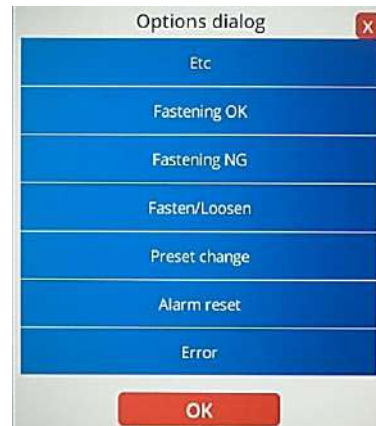 Options dialog
X
Etc
Fastening OK
Fastening NG
Fasten/Loosen
Preset change
Alarm reset
Error
OK